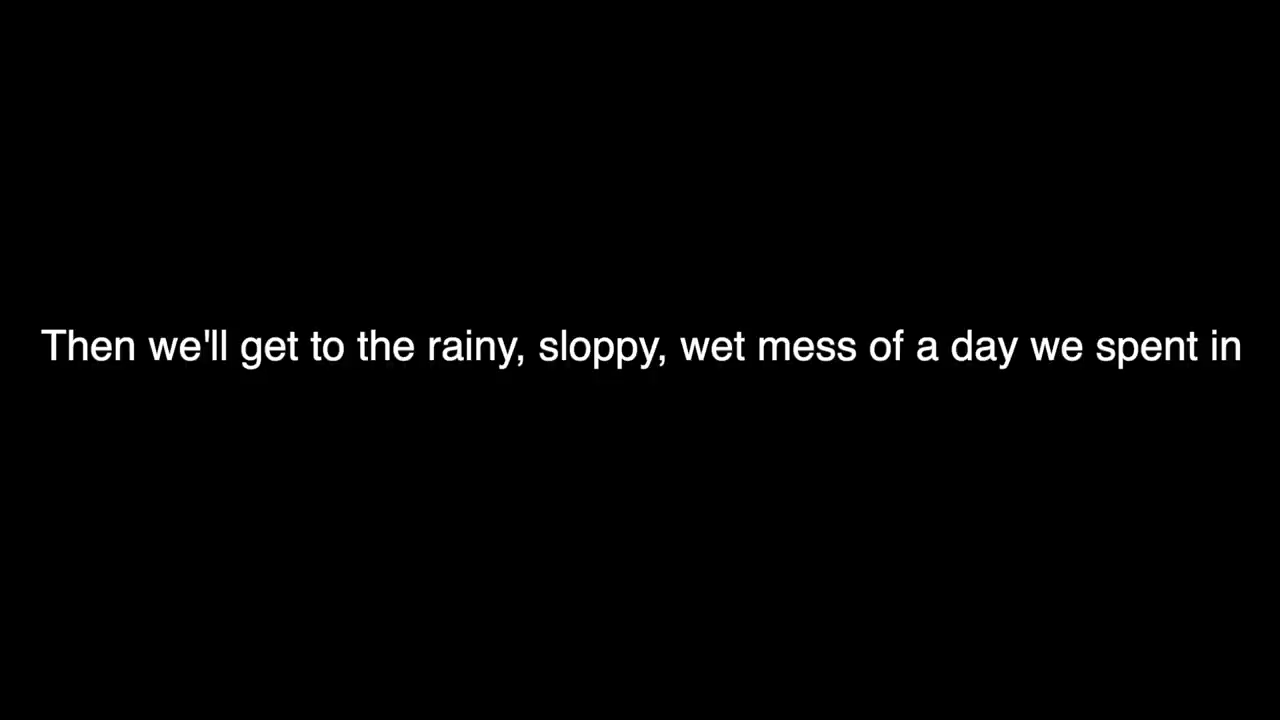 Then we'll get to the rainy, sloppy, wet mess of a day we spent in